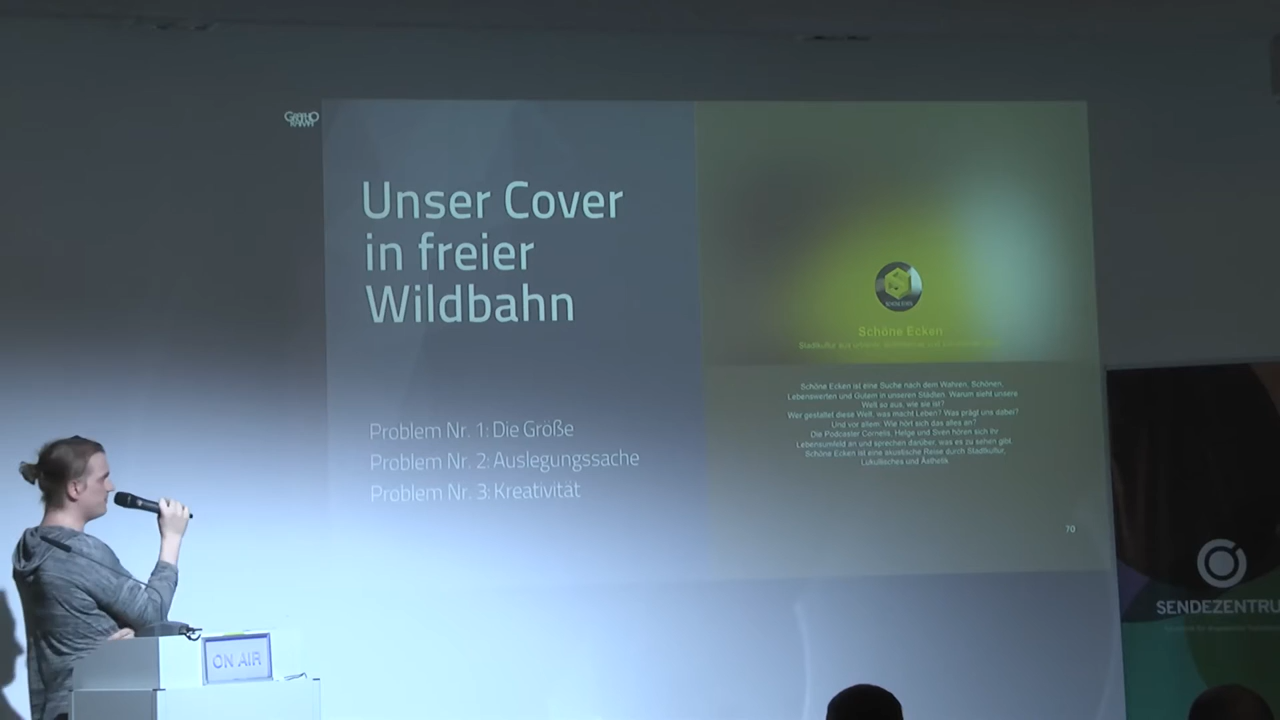 Unser Cover
in freier
Wildbahn
Problem Nr. 1: Die Größe
Problem Nr. 2: Auslegungssache
Problem Nr. 3: Kreativität
SCHÖNE ECKEN
Schöne Ecken
Stadtkultur aus
Schöne Ecken ist eine Suche nach dem Wahren, Schönen,
Lebenswerten und Gutem in unseren Städten. Warum sieht unsere
Welt so aus, wie sie ist?
Wer gestaltet diese Welt, was macht Leben? Was prägt uns dabei?
Und vor allem: Wie hört sich das alles an?
Die Podcaster Cornelis, Helge und Sven hören sich ihr
Lebensumfeld an und sprechen darüber, was es zu sehen gibt.
Schöne Ecken ist eine akustische Reise durch Stadtkultur,
Lukullisches und Ästhetik
70
SENDEZENTRU
ON AIR